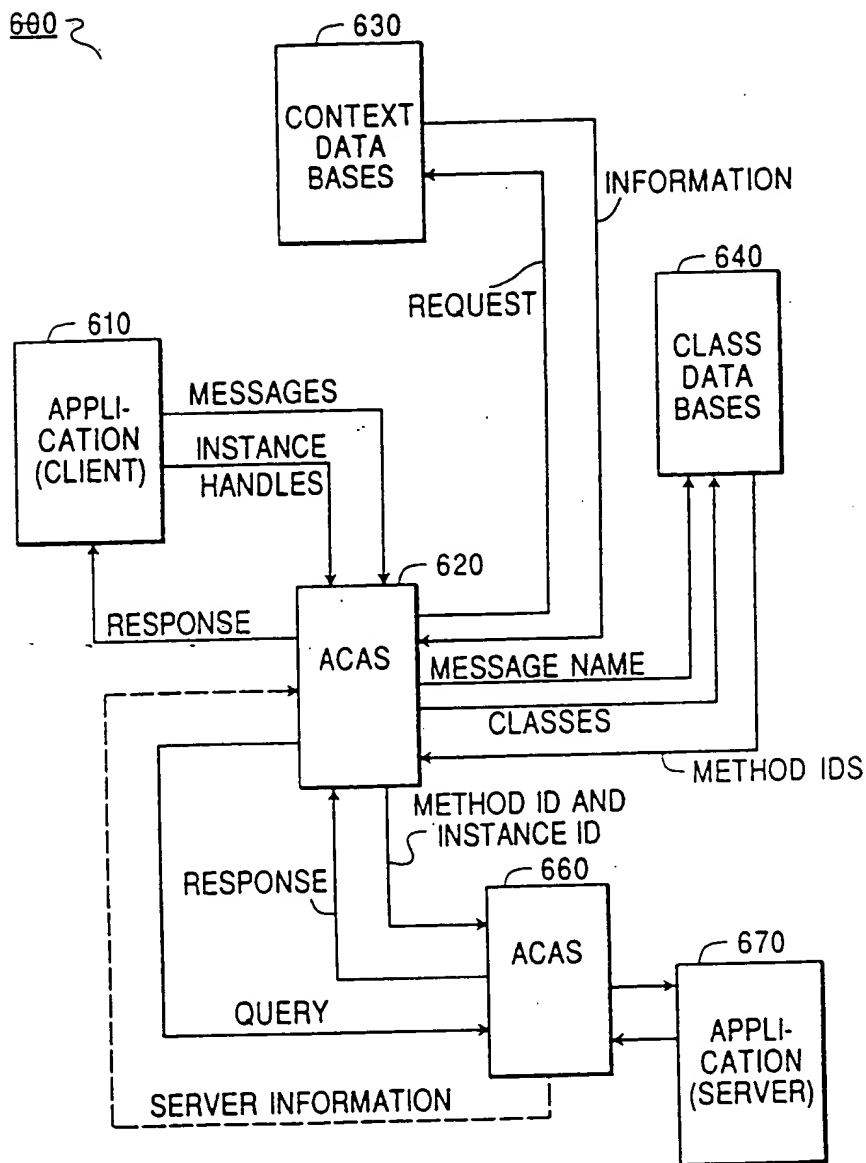 600
630
CONTEXT
DATA
BASES
INFORMATION
REQUEST
640
CLASS
DATA
BASES
610
APPLI-
CATION
(CLIENT)
MESSAGES
INSTANCE
HANDLES
620
RESPONSE
ACAS
MESSAGE NAME
CLASSES
METHOD IDS
METHOD ID AND
INSTANCE ID
RESPONSE
660
ACAS
QUERY
670
APPLI-
CATION
(SERVER)
SERVER INFORMATION